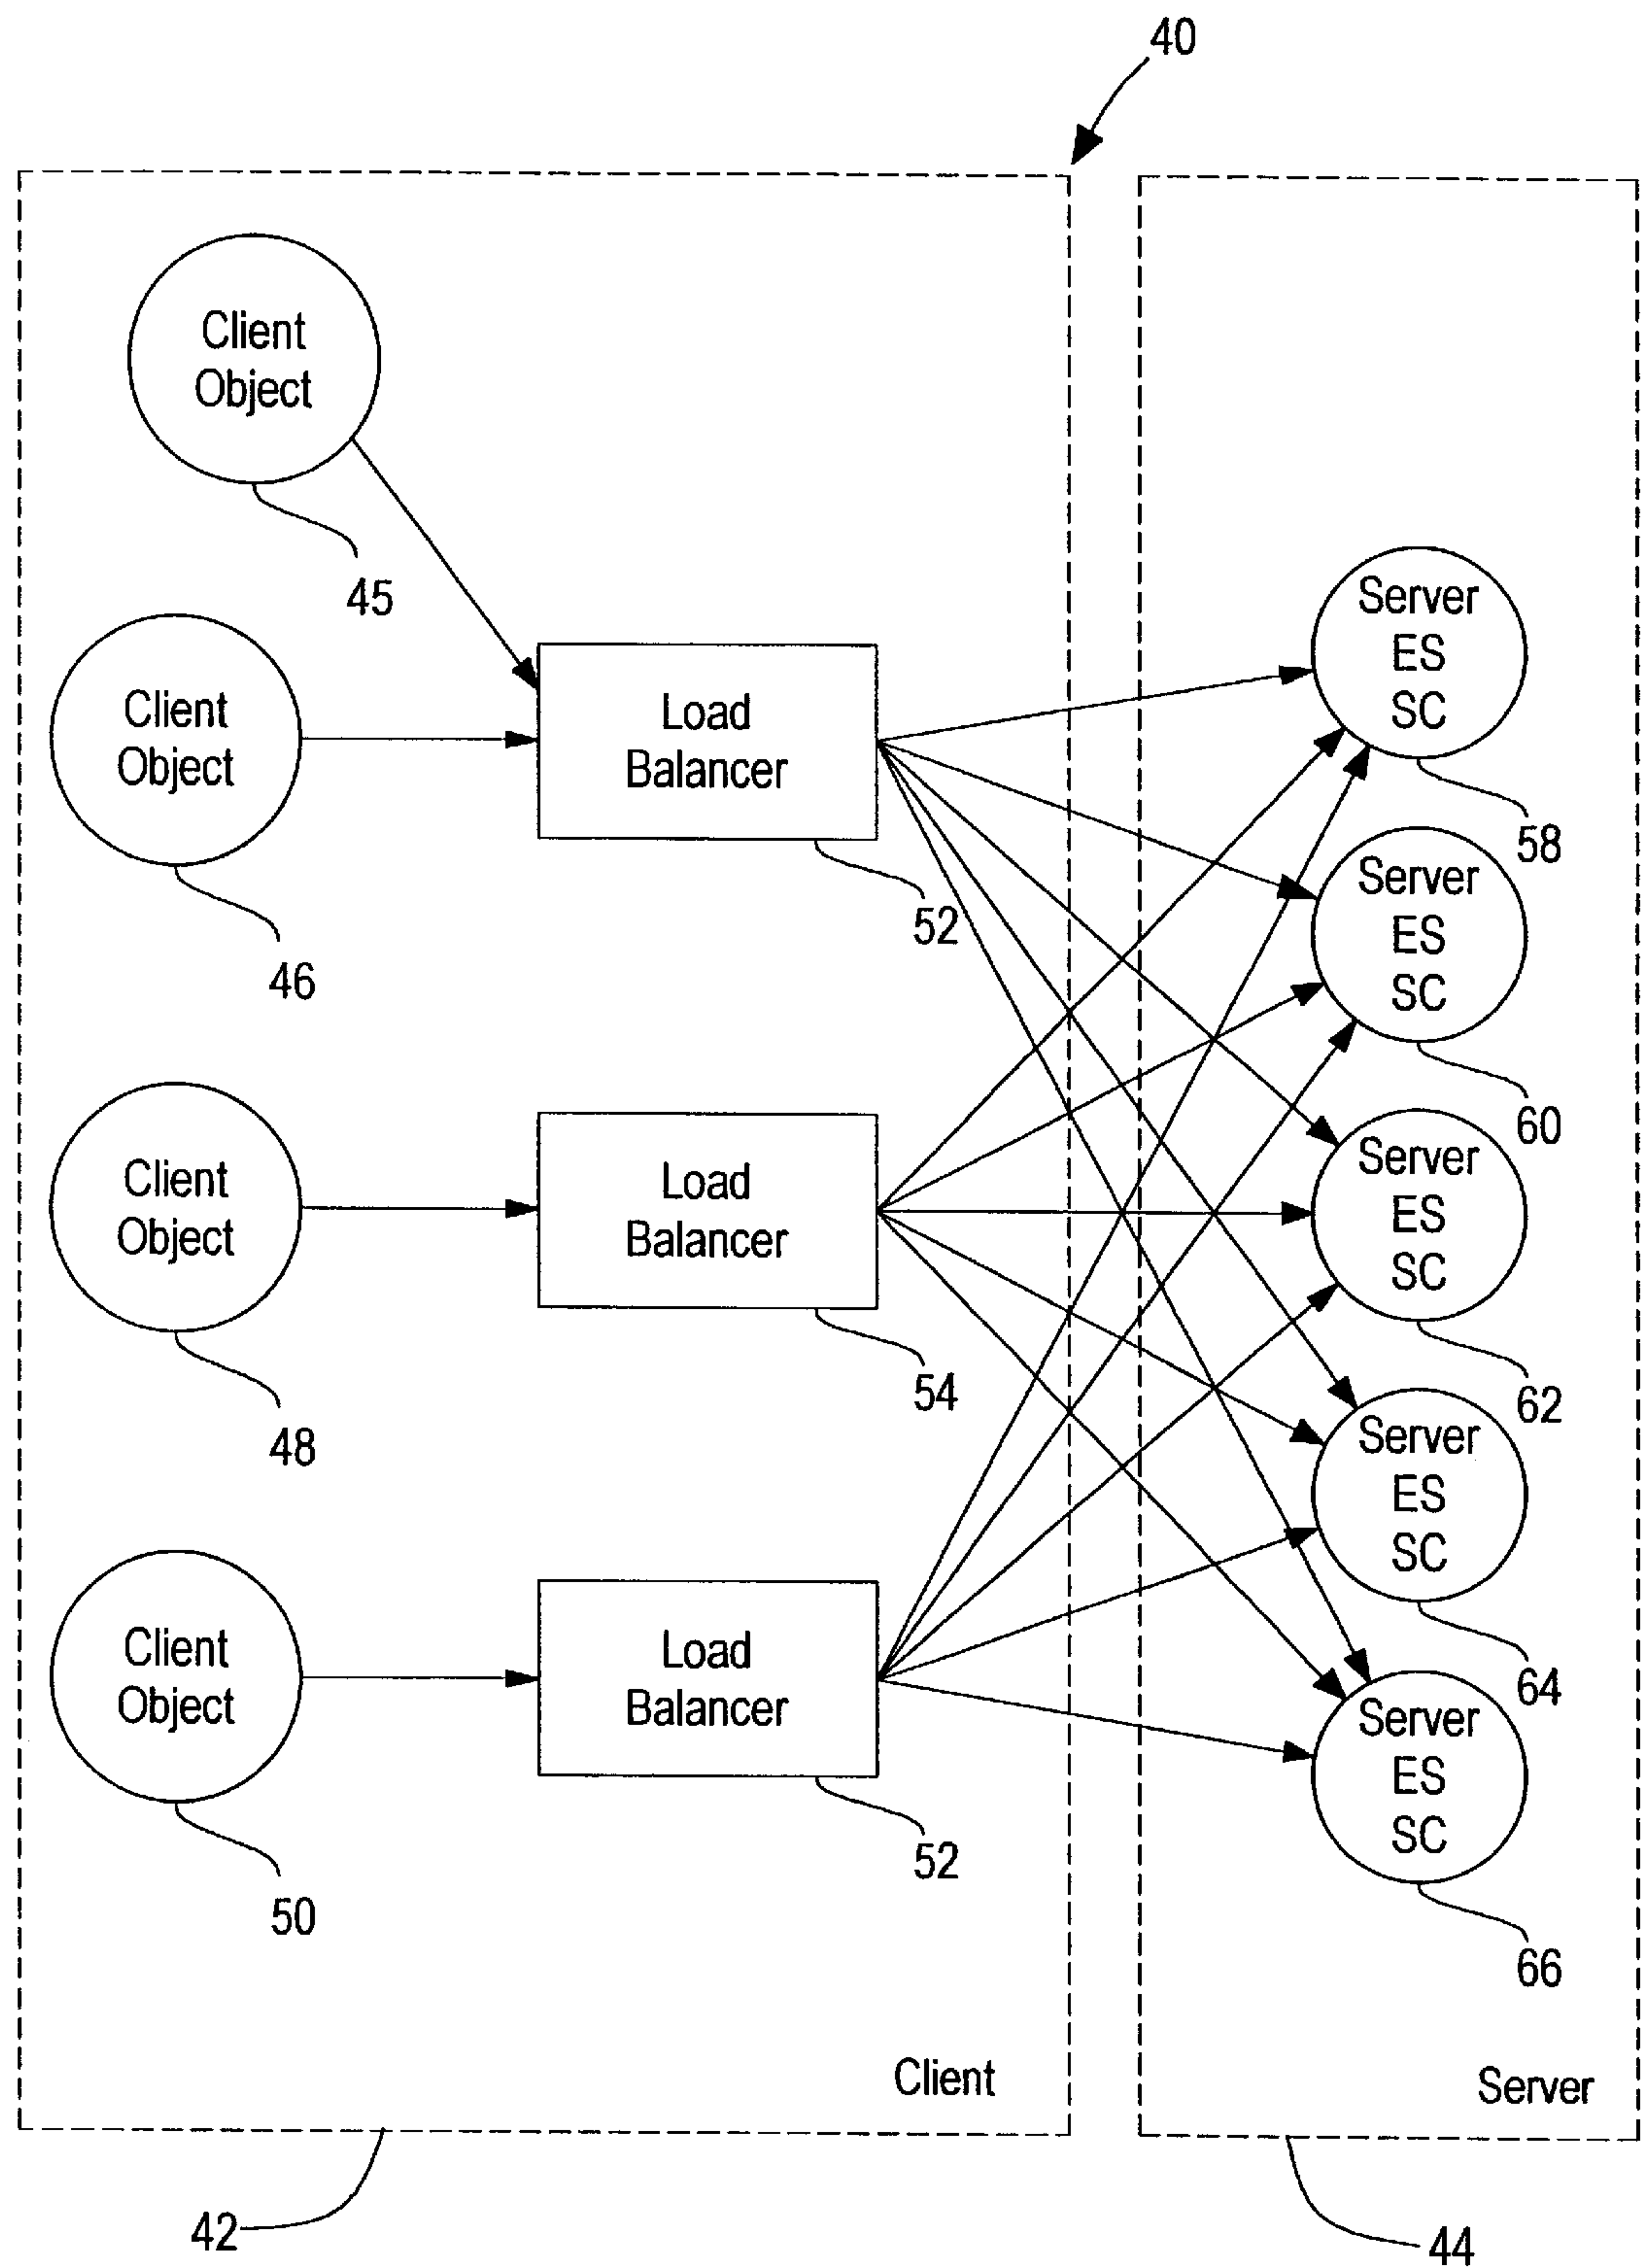 40
Client
Object
45
Client
Object
46
Load
Balancer
52
Client
Object
48
Load
Balancer
54
Client
Object
50
Load
Balancer
52
Server
ES
SC
58
Server
ES
SC
60
Server
ES
SC
62
Server
ES
SC
64
Server
ES
SC
66
Client
Server
42
44